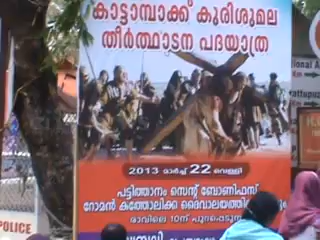 കാട്ടാമ്പാക്ക് കുരിശുമല
തീർത്ഥാടന പദയാത്ര
2013 മാർച്ച് 22 വെള്ളി
പട്ടിത്താനം സെന്റ് ബോണിഫസ്
റോമൻ കത്തോലിക്ക ദൈവാലയത്തിൽ
രാവിലെ 10ന് പുറപ്പെടുന്ന
POLICE